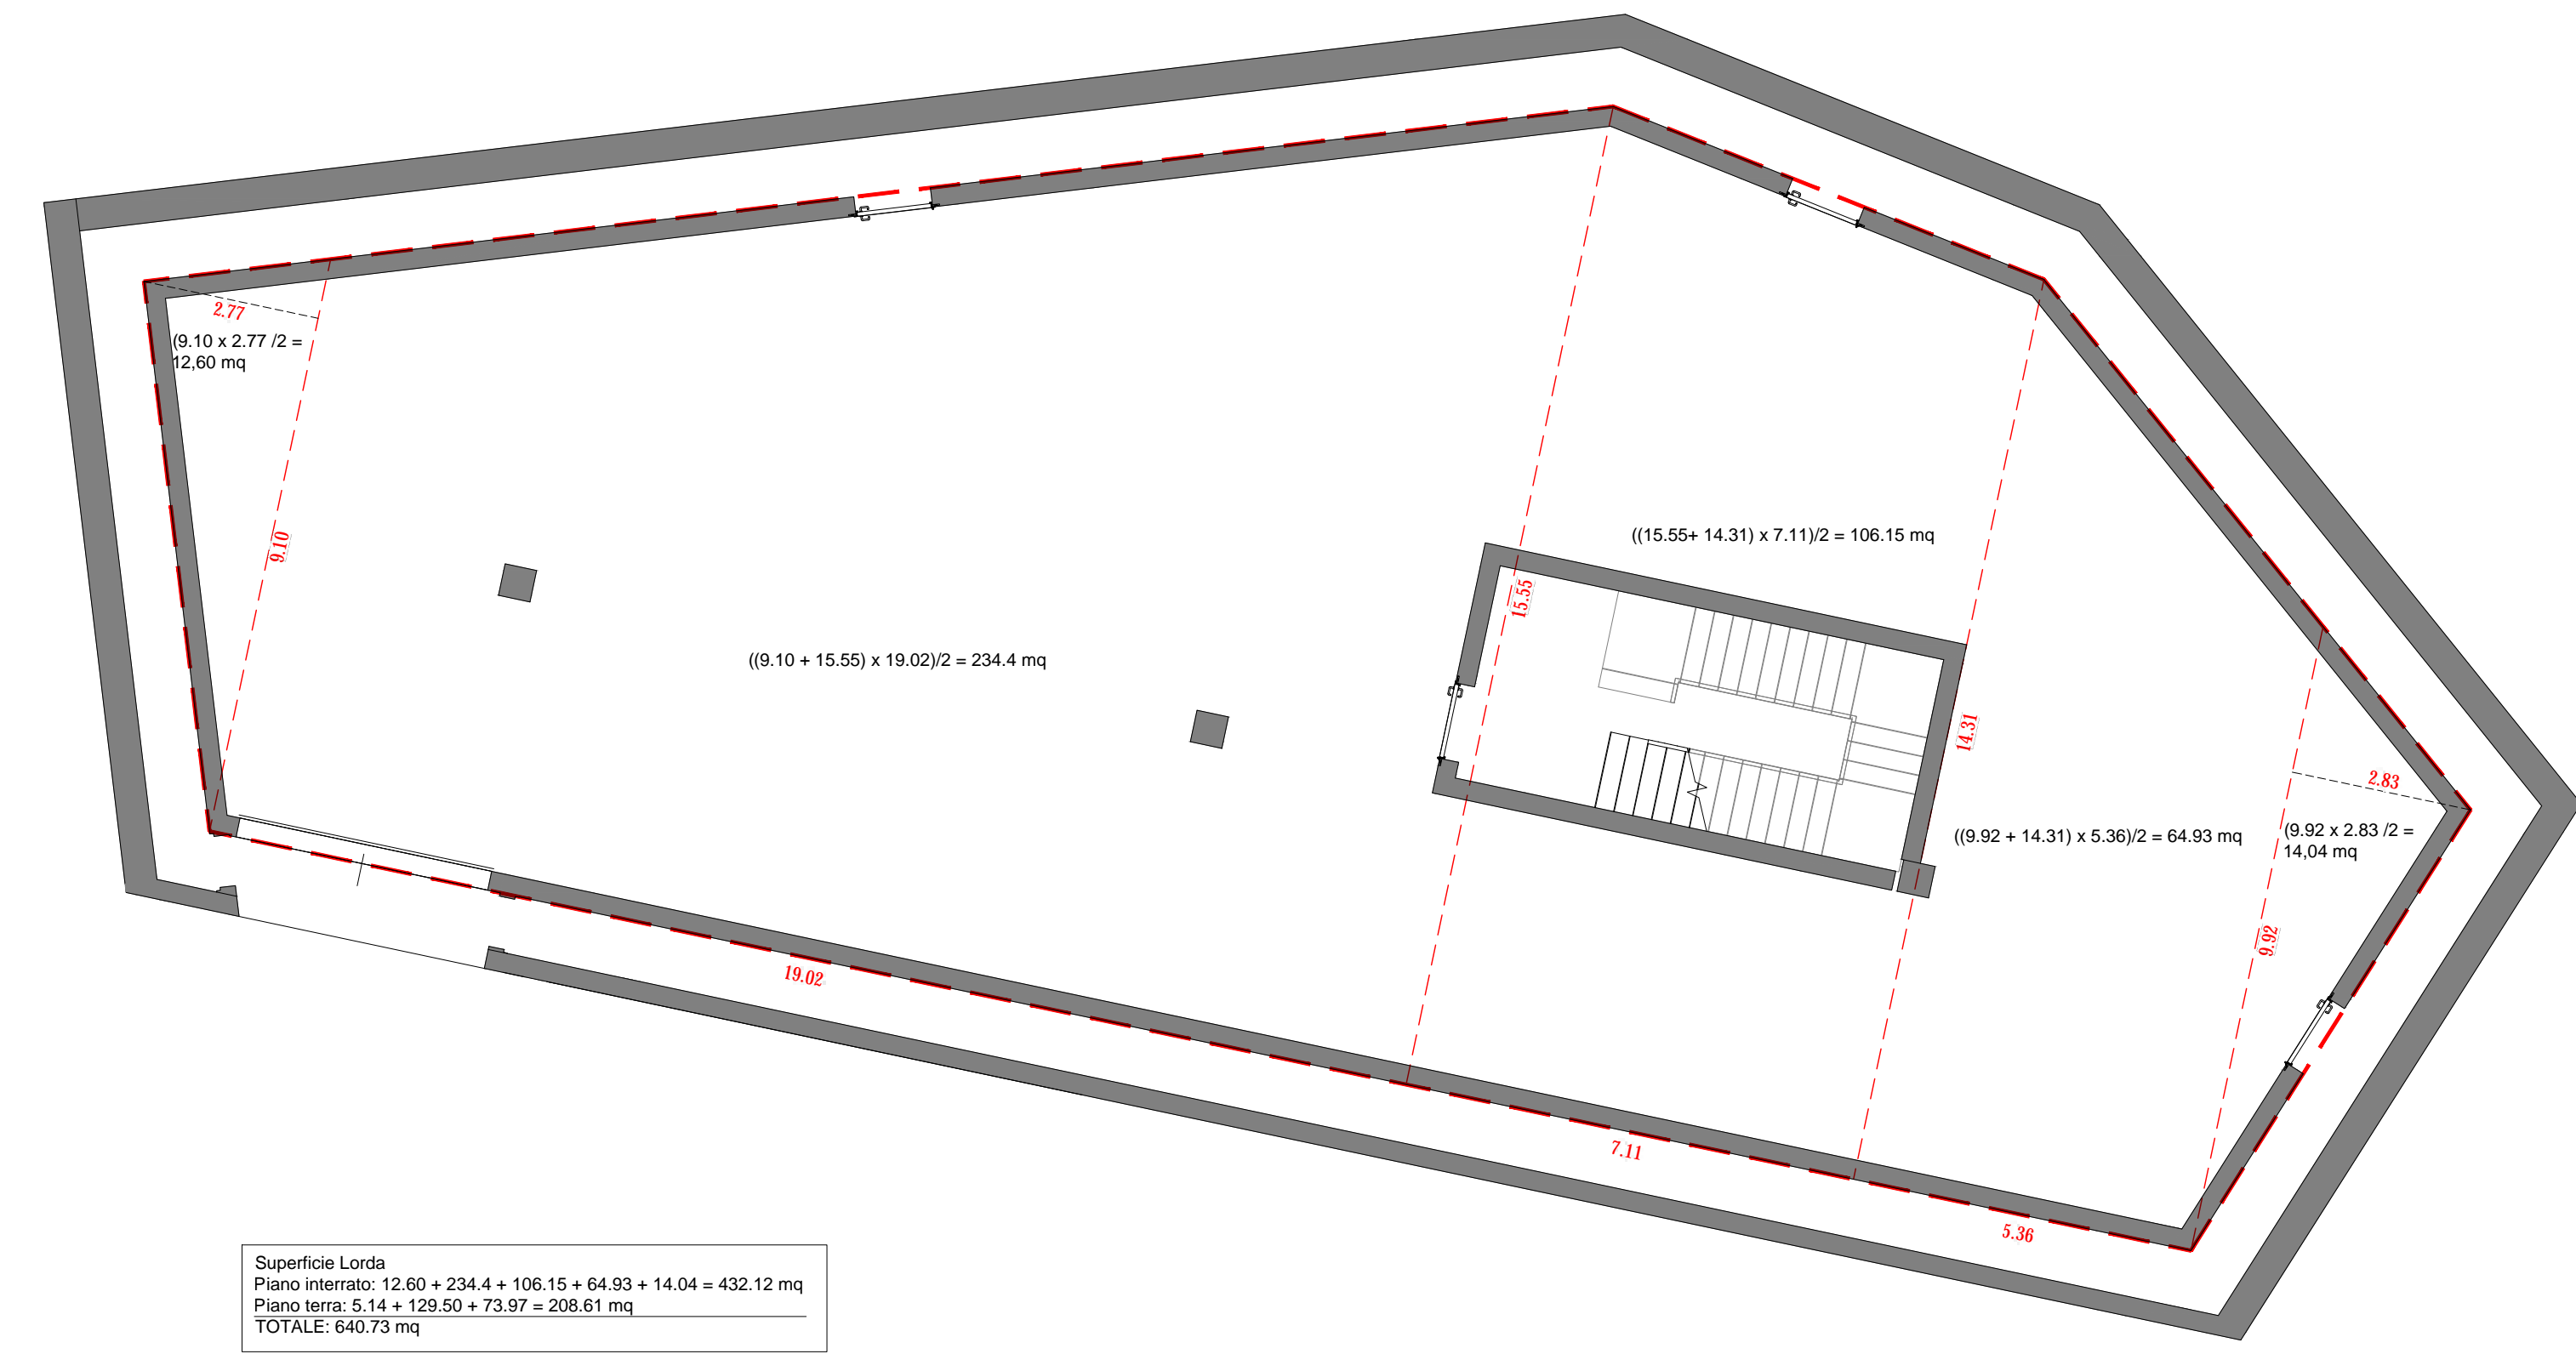 2.77
(9.10 x 2.77 /2 =
12,60 mq
9.10
((15.55+ 14.31) x 7.11)/2 = 106.15 mq
15.55
((9.10 + 15.55) x 19.02)/2 = 234.4 mq
14.31
2.83
((9.92 + 14.31) x 5.36)/2 = 64.93 mq
(9.92 x 2.83 /2 =
14,04 mq
9.92
19.02
7.11
5.36
Superficie Lorda
Piano interrato: 12.60 + 234.4 + 106.15 + 64.93 + 14.04 = 432.12 mq
Piano terra: 5.14 + 129.50 + 73.97 = 208.61 mq
TOTALE: 640.73 mq